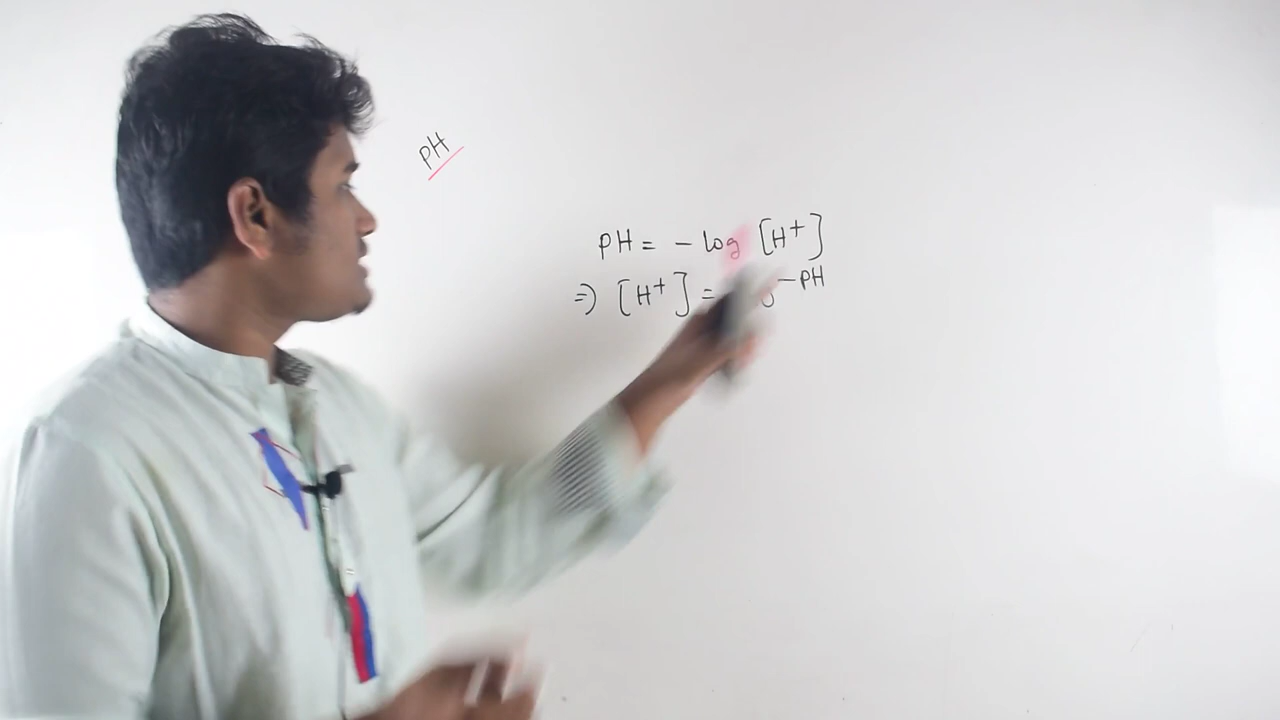 PH
PH = - log [H+]
⇒ [H+] = -PH